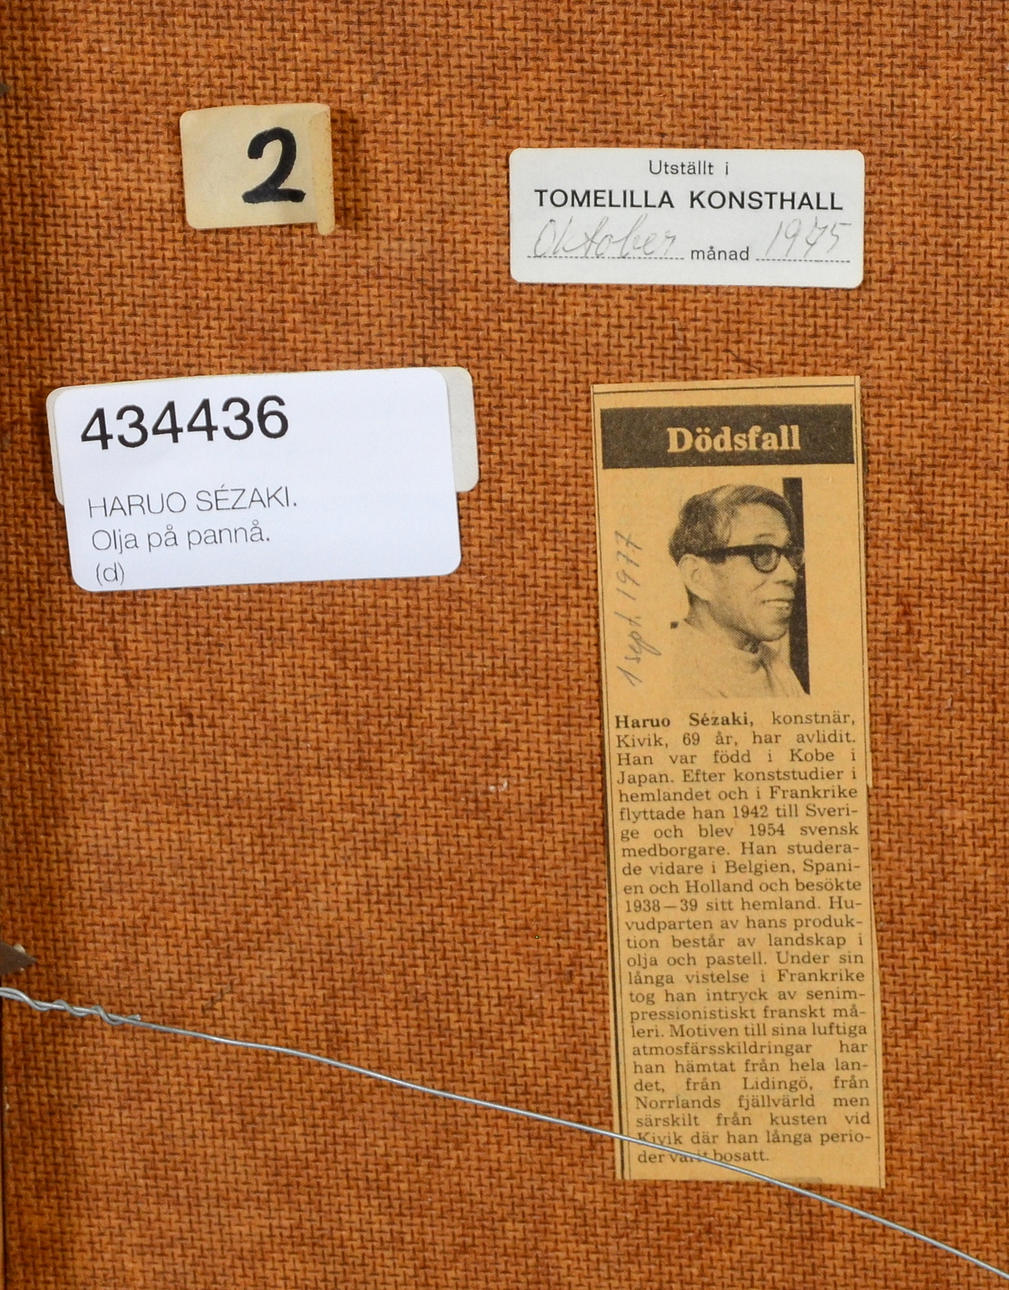 2
Utställt i
TOMELILLA KONSTHALL
Oktober månad 1975
434436
HARUO SÉZAKI.
Olja på pannå.
(d)
Dödsfall
1 sept. 1977
Haruo Sézaki, konstnär,
Kivik, 69 år, har avlidit.
Han var född i Kobe i
Japan. Efter konststudier i
hemlandet och i Frankrike
flyttade han 1942 till Sveri-
ge och blev 1954 svensk
medborgare. Han studera-
de vidare i Belgien, Spani-
en och Holland och besökte
1938—39 sitt hemland. Hu-
vudparten av hans produk-
tion består av landskap i
olja och pastell. Under sin
långa vistelse i Frankrike
tog han intryck av senim-
pressionistiskt franskt må-
leri. Motiven till sina luftiga
atmosfärsskildringar har
han hämtat från hela lan-
det, från Lidingö, från
Norrlands fjällvärld men
särskilt från kusten vid
Kivik där han långa perio-
der varit bosatt.